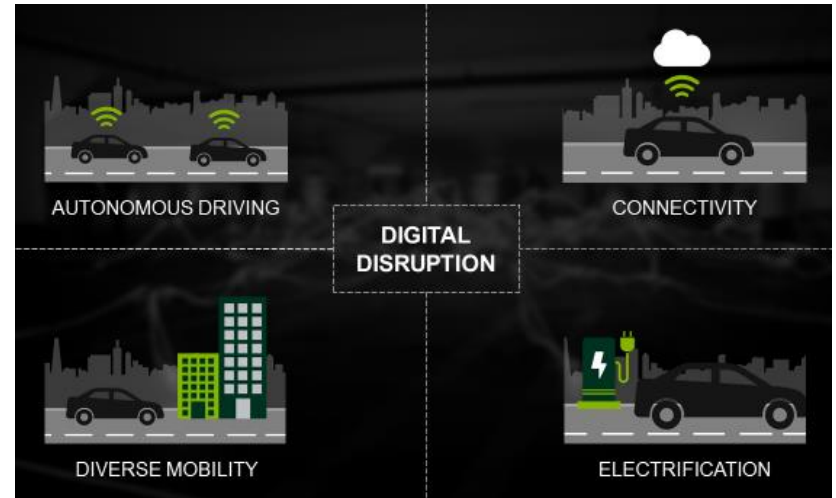 AUTONOMOUS DRIVING
CONNECTIVITY
DIGITAL
DISRUPTION
DIVERSE MOBILITY
ELECTRIFICATION